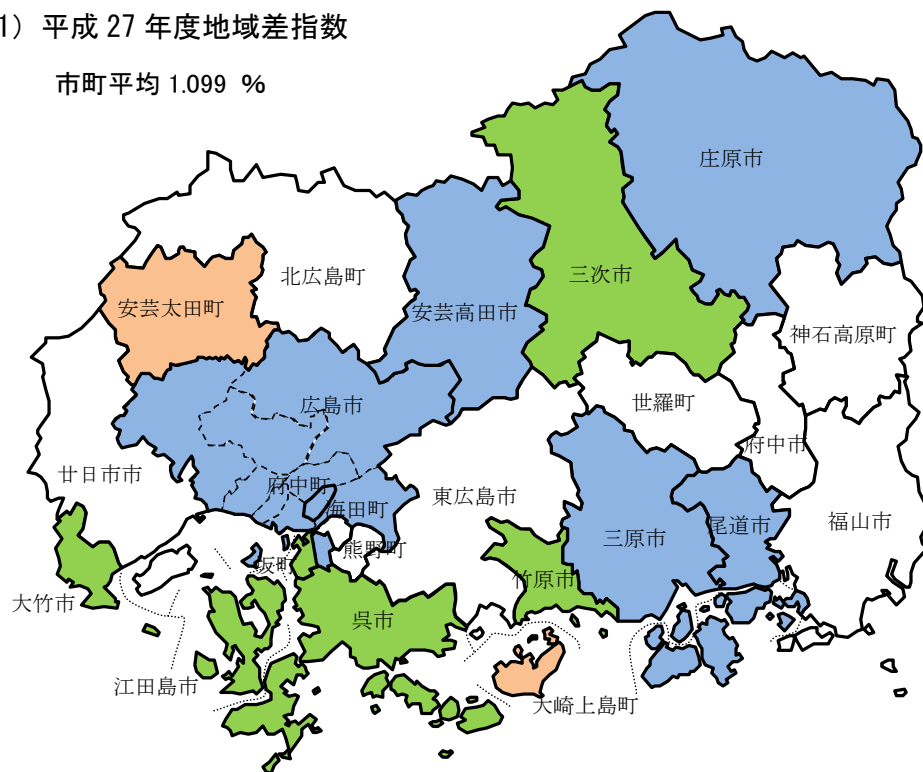 1) 平成 27 年度地域差指数
市町平均 1.099 %
庄原市
北広島町
三次市
安芸太田町
安芸高田市
神石高原町
広島市
世羅町
府中市
廿日市市
府中町
海田町
東広島市
福山市
尾道市
三原市
熊野町
坂町
竹原市
大竹市
呉市
江田島市
大崎上島町